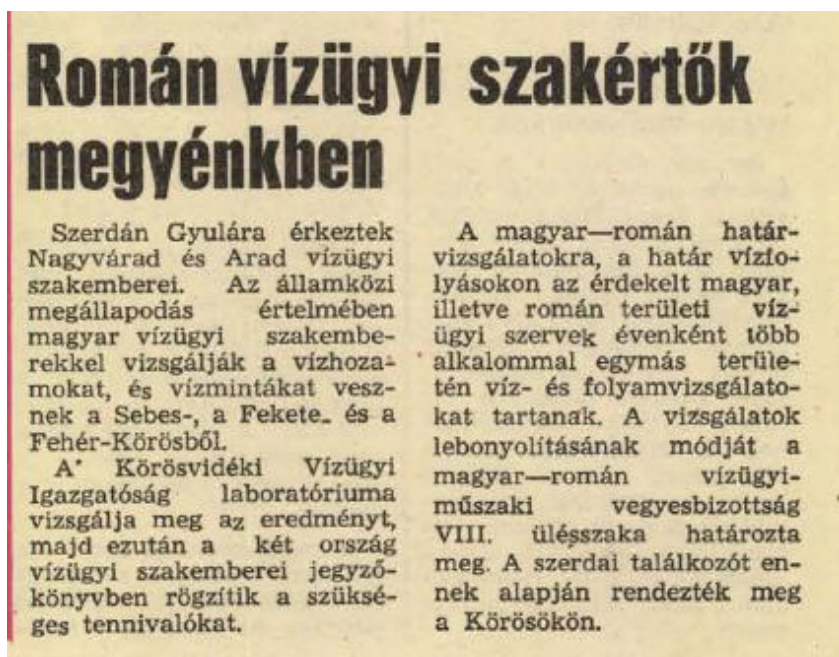 Román vízügyi szakértők
megyénkben
Szerdán Gyulára érkeztek
Nagyvárad és Arad vízügyi
szakemberei. Az államközi
megállapodás értelmében
magyar vízügyi szakembe-
rekkel vizsgálják a vízhoza-
mokat, és vízmintákat vesz-
nek a Sebes-, a Fekete- és a
Fehér-Körösből.
A Körösvidéki Vízügyi
Igazgatóság laboratóriuma
vizsgálja meg az eredményt,
majd ezután a két ország
vízügyi szakemberei jegyző-
könyvben rögzítik a szüksé-
ges tennivalókat.
A magyar—román határ-
vizsgálatokra, a határ vízfo-
lyásokon az érdekelt magyar,
illetve román területi víz-
ügyi szervek évenként több
alkalommal egymás terüle-
tén víz- és folyamvizsgálato-
kat tartanak. A vizsgálatok
lebonyolításának módját a
magyar—román vízügyi-
műszaki vegyesbizottság
VIII. ülésszaka határozta
meg. A szerdai találkozót en-
nek alapján rendezték meg
a Körösökön.